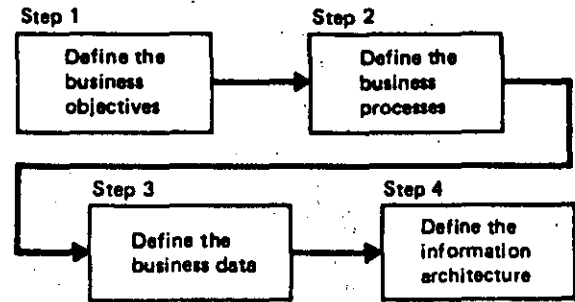 Step 1
Define the
business
objectives
Step 2
Define the
business
processes
Step 3
Define the
business data
Step 4
Define the
information
architecture